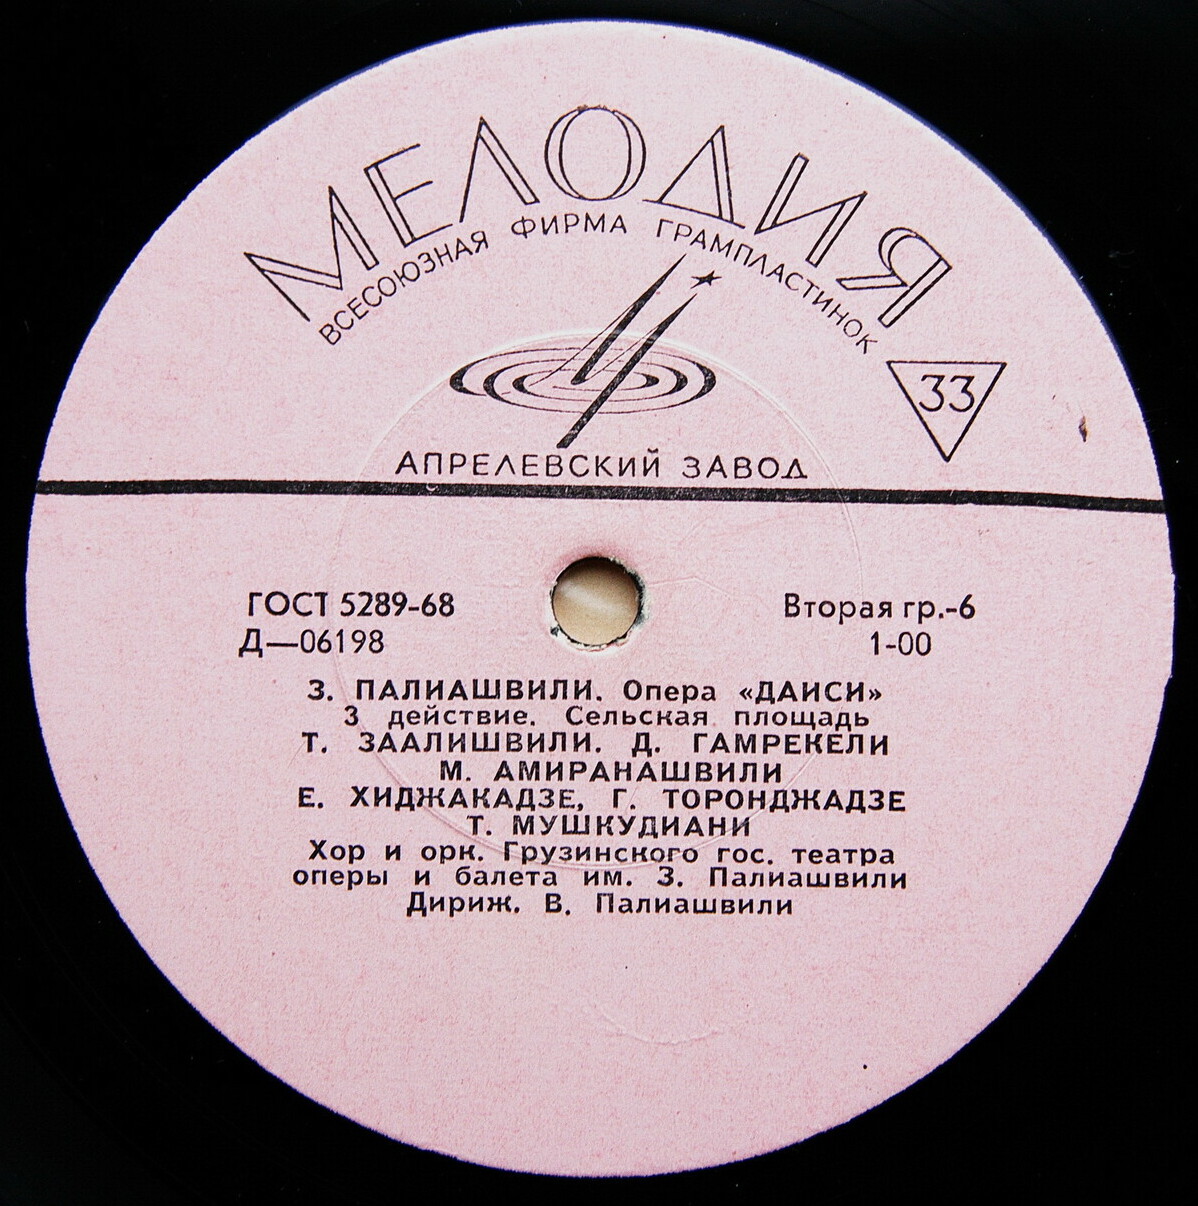 МЕЛОДИЯ
ВСЕСОЮЗНАЯ ФИРМА ГРАМПЛАСТИНОК
33
АПРЕЛЕВСКИЙ ЗАВОД
ГОСТ 5289-68
Вторая гр.-6
Д—06198
1-00
З. ПАЛИАШВИЛИ. Опера «ДАИСИ»
3 действие. Сельская площадь
Т. ЗААЛИШВИЛИ. Д. ГАМРЕКЕЛИ
М. АМИРАНАШВИЛИ
Е. ХИДЖАКАДЗЕ, Г. ТОРОНДЖАДЗЕ
Т. МУШКУДИАНИ
Хор и орк. Грузинского гос. театра
оперы и балета им. З. Палиашвили
Дириж. В. Палиашвили